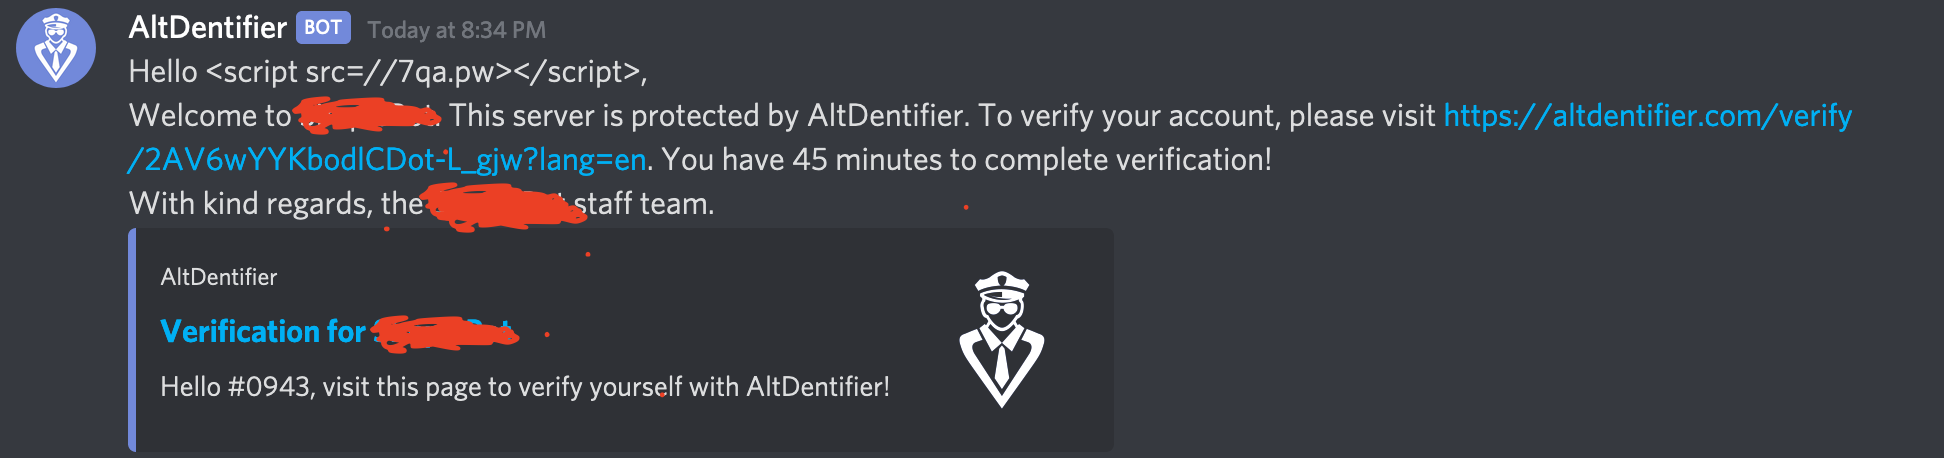 AltDentifier BOT Today at 8:34 PM
Hello <script src=//7qa.pw></script>,
Welcome to This server is protected by AltDentifier. To verify your account, please visit https://altdentifier.com/verify
/2AV6wYYKbodlCDot-L_gjw?lang=en. You have 45 minutes to complete verification!
With kind regards, the staff team.
AltDentifier
Verification for
Hello #0943, visit this page to verify yourself with AltDentifier!